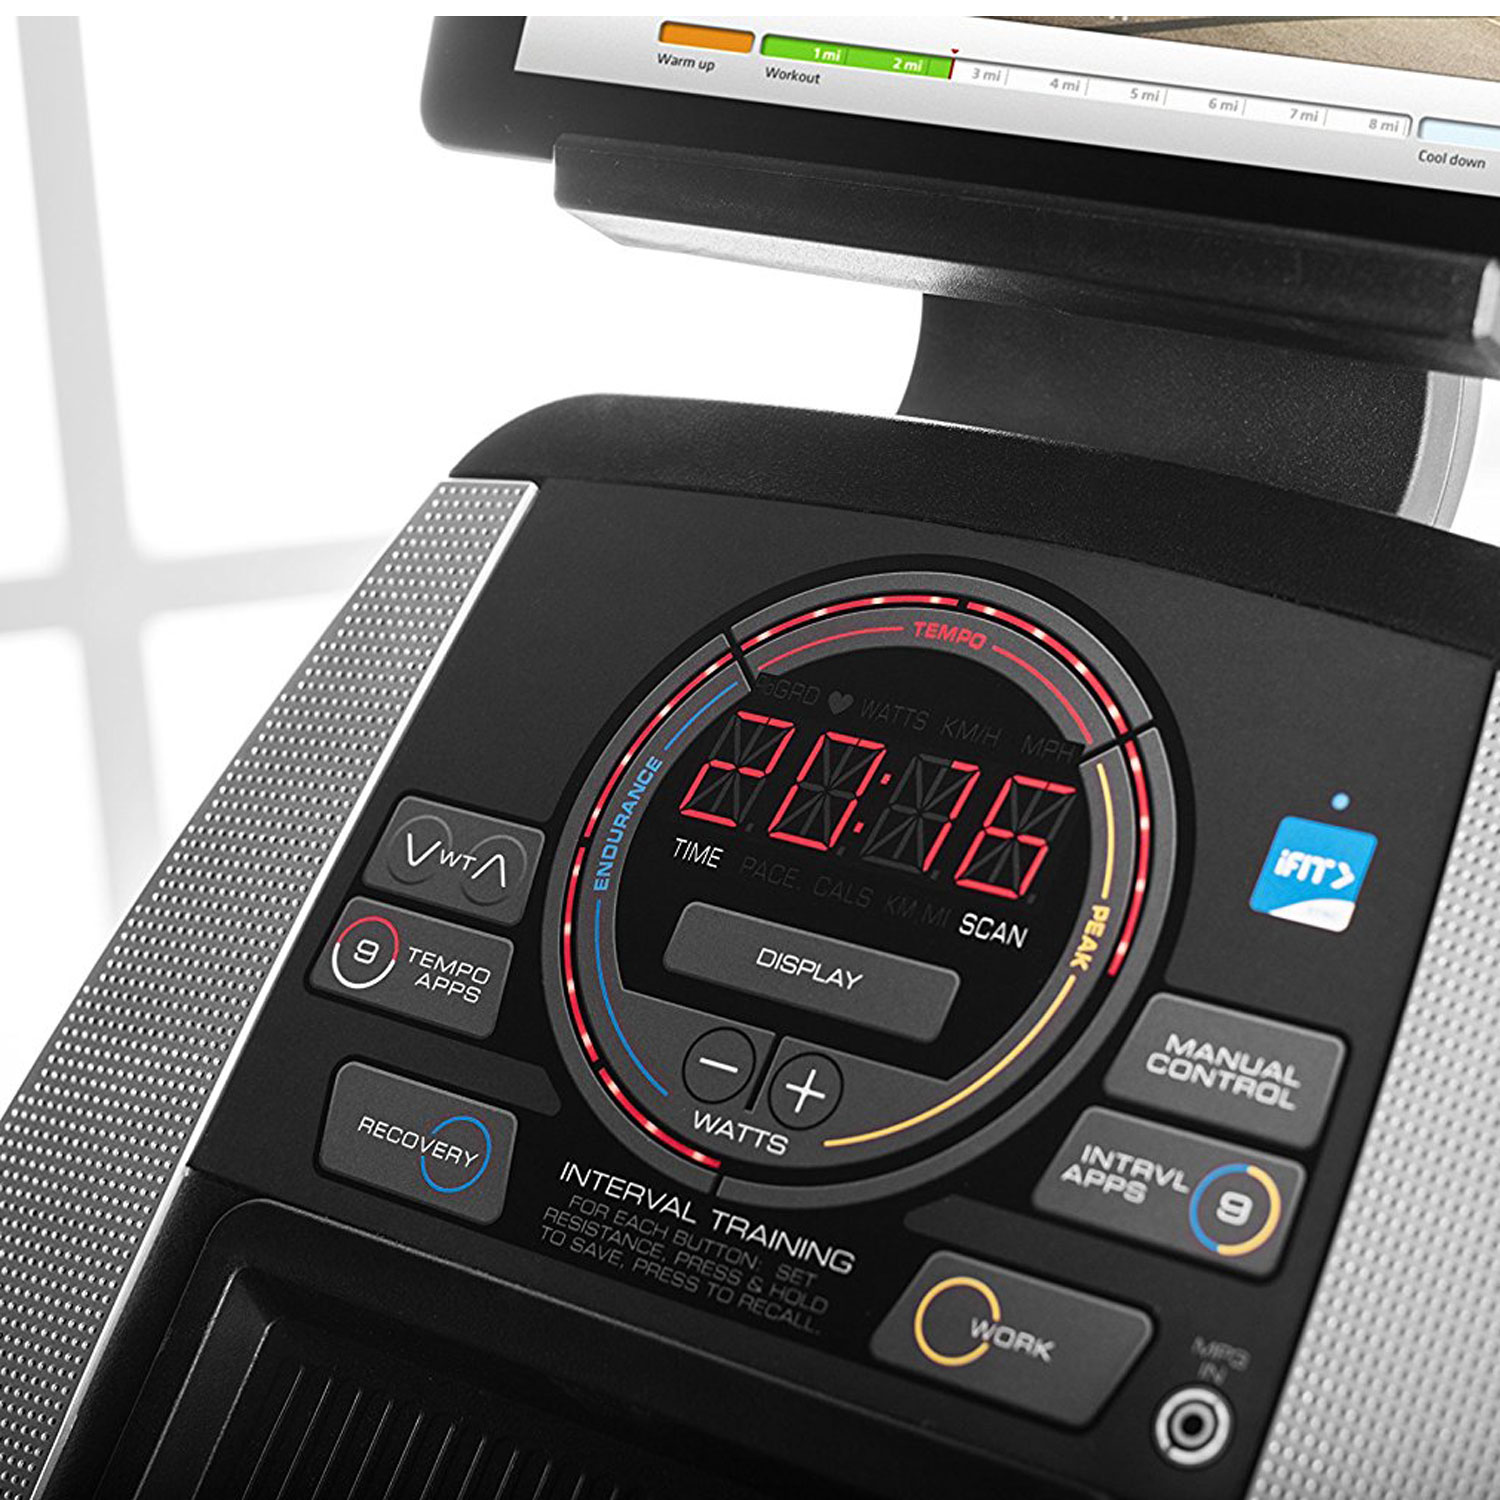 Warm up
Workout
1 mi
2 mi
3 mi
4 mi
5 mi
6 mi
7 mi
8 mi
Cool down
TEMPO
ENDURANCE
PEAK
GRD WATTS KM/H MPH
20:16
TIME PACE. CALS KM MI SCAN
DISPLAY
WT
9 TEMPO
APPS
RECOVERY
− +
WATTS
INTERVAL TRAINING
FOR EACH BUTTON: SET
RESISTANCE, PRESS & HOLD
TO SAVE, PRESS TO RECALL.
iFIT
MANUAL
CONTROL
INTRVL
APPS 9
WORK
MP3
IN